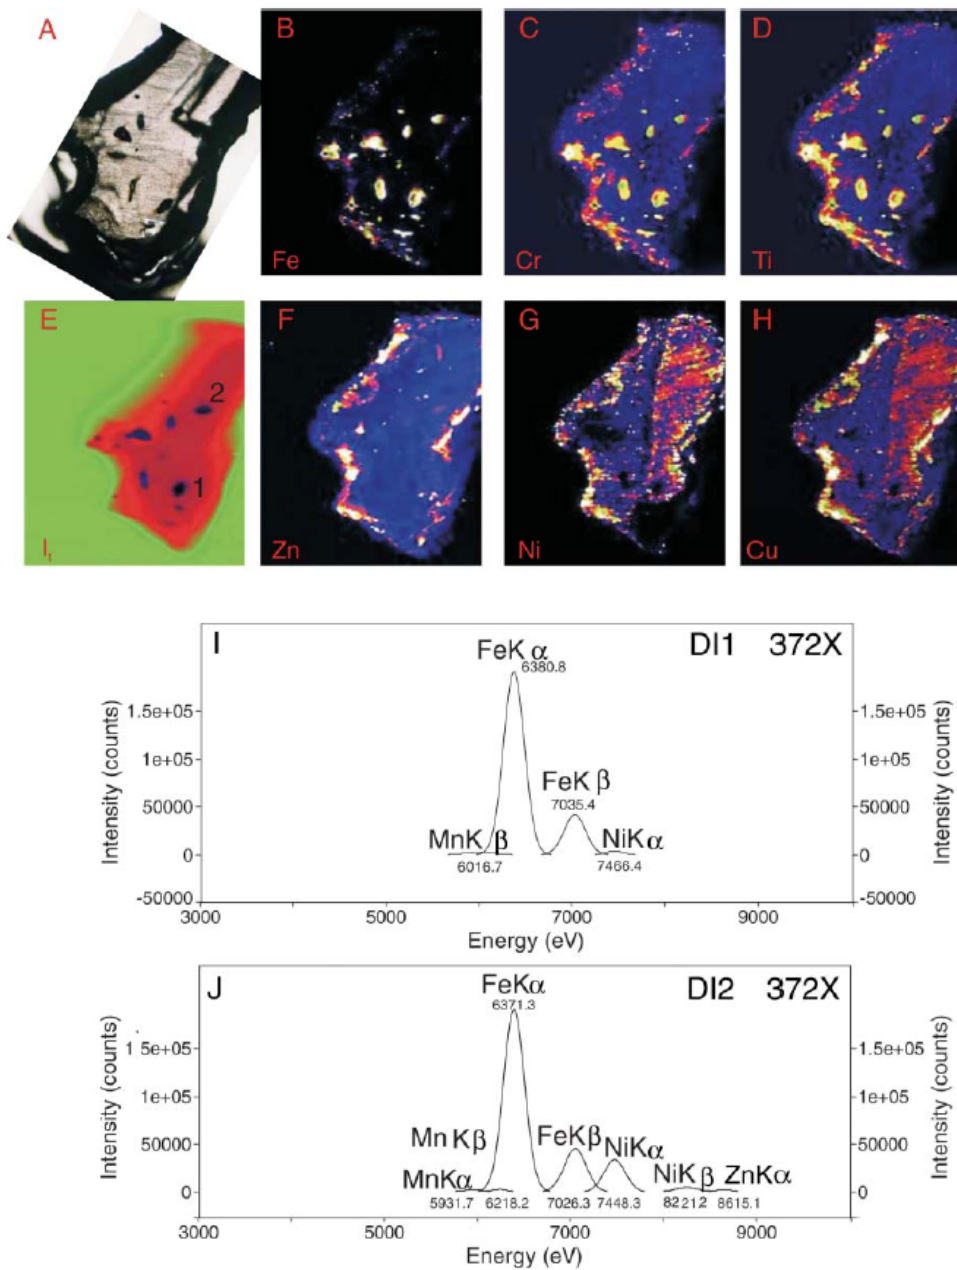 A
B
C
D
Fe
Cr
Ti
E
F
G
H
2
1
It
Zn
Ni
Cu
I
FeK α
DI1 372X
6380.8
1.5e+05
1.5e+05
1e+05
1e+05
FeK β
7035.4
50000
50000
MnK β
NiKα
0
0
6016.7
7466.4
-50000
-50000
3000
5000
7000
9000
Energy (eV)
Intensity (counts)
Intensity (counts)
J
FeKα
DI2 372X
6371.3
1 5e+05
1.5e+05
1e+05
1e+05
Mn Kβ
FeKβ
NiKα
50000
50000
MnKα
NiK β
ZnKα
0
0
5931.7
6218.2
7026.3
7448.3
82212
8615.1
3000
5000
7000
9000
Energy (eV)
Intensity (counts)
Intensity (counts)